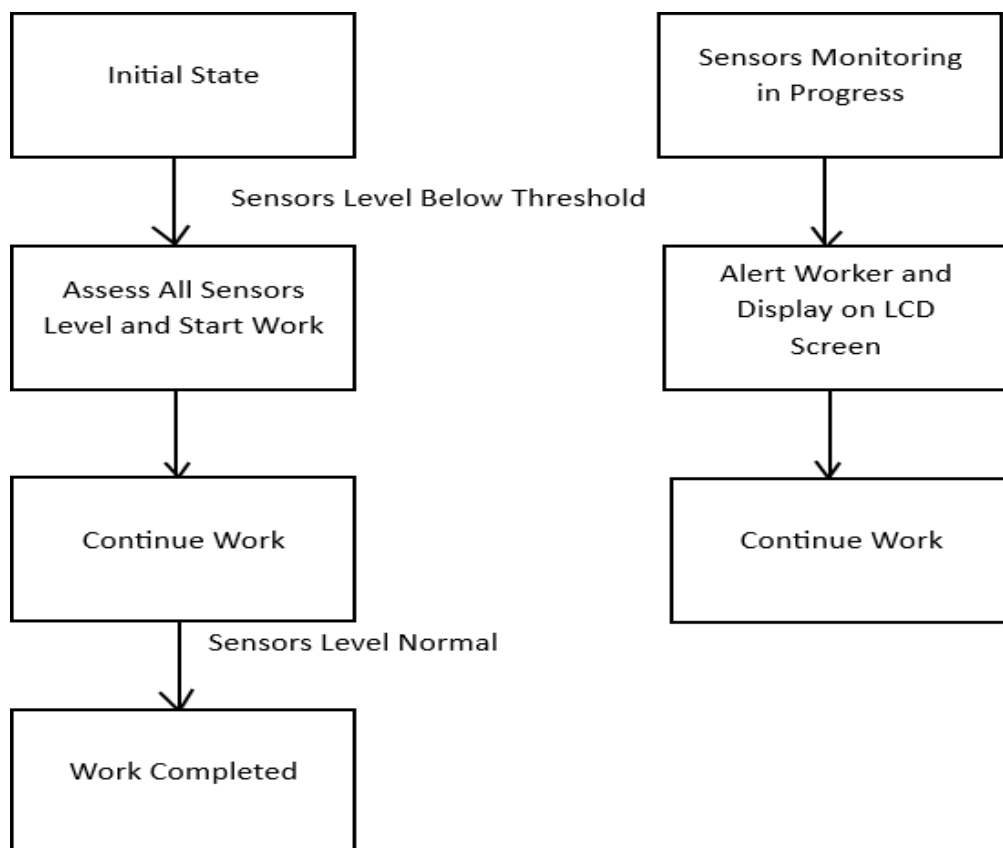 Initial State
Sensors Monitoring
in Progress
Sensors Level Below Threshold
Assess All Sensors
Level and Start Work
Alert Worker and
Display on LCD
Screen
Continue Work
Continue Work
Sensors Level Normal
Work Completed